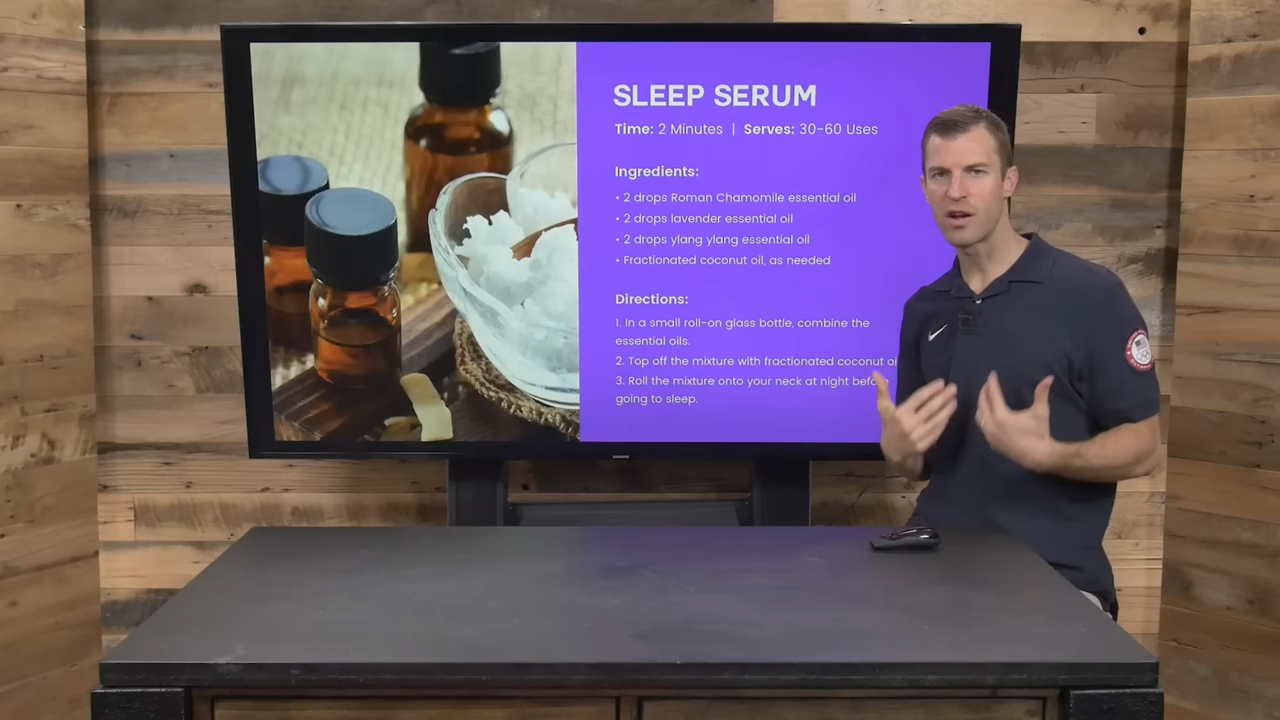 SLEEP SERUM
Time: 2 Minutes | Serves: 30-60 Uses
Ingredients:
• 2 drops Roman Chamomile essential oil
• 2 drops lavender essential oil
• 2 drops ylang ylang essential oil
• Fractionated coconut oil, as needed
Directions:
1. In a small roll-on glass bottle, combine the
essential oils.
2. Top off the mixture with fractionated coconut oi
3. Roll the mixture onto your neck at night before
going to sleep.